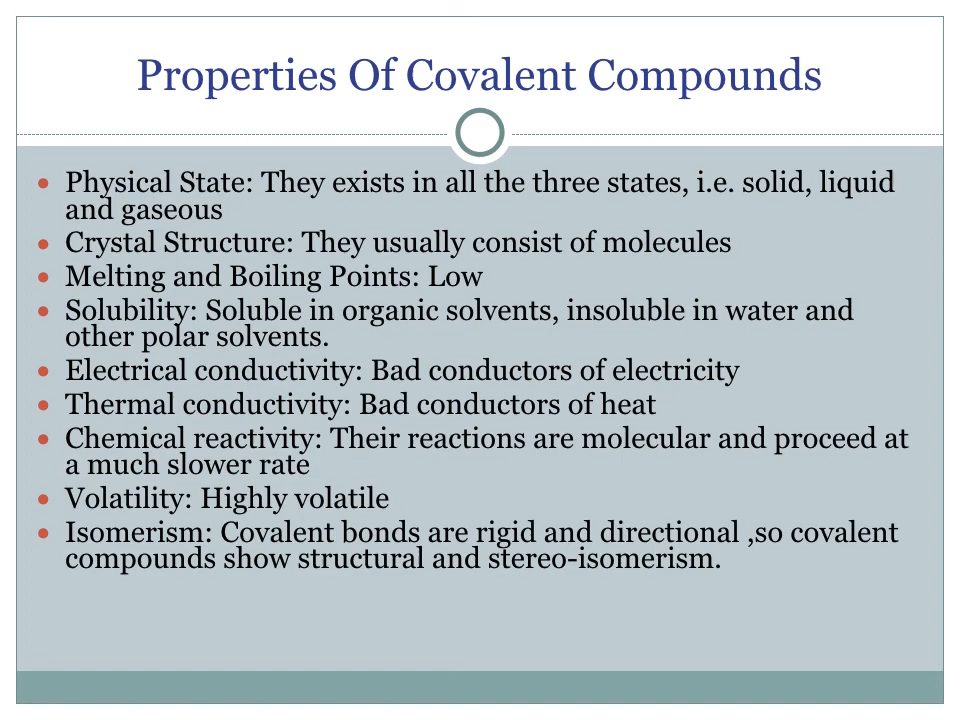 Properties Of Covalent Compounds
• Physical State: They exists in all the three states, i.e. solid, liquid
and gaseous
• Crystal Structure: They usually consist of molecules
• Melting and Boiling Points: Low
• Solubility: Soluble in organic solvents, insoluble in water and
other polar solvents.
• Electrical conductivity: Bad conductors of electricity
• Thermal conductivity: Bad conductors of heat
• Chemical reactivity: Their reactions are molecular and proceed at
a much slower rate
• Volatility: Highly volatile
• Isomerism: Covalent bonds are rigid and directional ,so covalent
compounds show structural and stereo-isomerism.